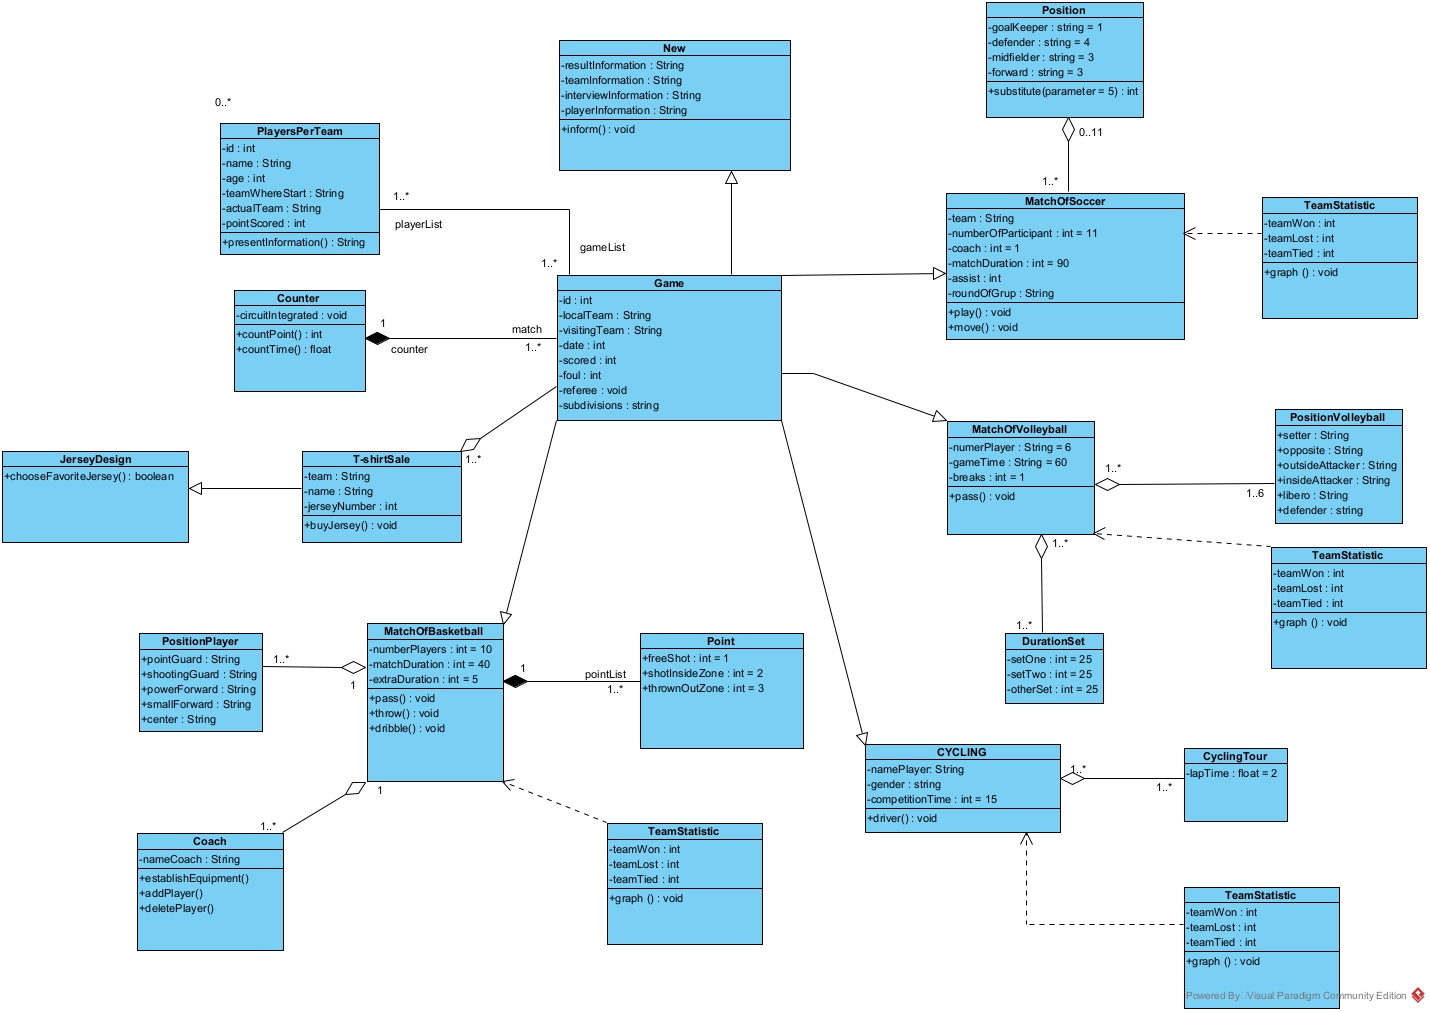 Position
-goalKeeper : string = 1
-defender : string = 4
-midfielder : string = 3
-forward : string = 3
+substitute(parameter = 5) : int
0..11
1..*
New
-resultInformation : String
-teamInformation : String
-interviewInformation : String
-playerInformation : String
+inform() : void
0..*
PlayersPerTeam
-id : int
-name : String
-age : int
-teamWhereStart : String
-actualTeam : String
-pointScored : int
+presentInformation() : String
1..*
playerList
gameList
1..*
MatchOfSoccer
-team : String
-numberOfParticipant : int = 11
-coach : int = 1
-matchDuration : int = 90
-assist : int
-roundOfGrup : String
+play() : void
+move() : void
TeamStatistic
-teamWon : int
-teamLost : int
-teamTied : int
+graph () : void
Game
-id : int
-localTeam : String
-visitingTeam : String
-date : int
-scored : int
-foul : int
-referee : void
-subdivisions : string
Counter
-circuitIntegrated : void
+countPoint() : int
+countTime() : float
1
counter
match
1..*
JerseyDesign
+chooseFavoriteJersey() : boolean
T-shirtSale
-team : String
-name : String
-jerseyNumber : int
+buyJersey() : void
1..*
MatchOfVolleyball
-numerPlayer : String = 6
-gameTime : String = 60
-breaks : int = 1
+pass() : void
1..*
1..6
PositionVolleyball
+setter : String
+opposite : String
+outsideAttacker : String
+insideAttacker : String
+libero : String
+defender : string
1..*
1..*
DurationSet
-setOne : int = 25
-setTwo : int = 25
-otherSet : int = 25
TeamStatistic
-teamWon : int
-teamLost : int
-teamTied : int
+graph () : void
PositionPlayer
+pointGuard : String
+shootingGuard : String
+powerForward : String
+smallForward : String
+center : String
1..*
1
MatchOfBasketball
-numberPlayers : int = 10
-matchDuration : int = 40
-extraDuration : int = 5
+pass() : void
+throw() : void
+dribble() : void
1
pointList
1..*
Point
+freeShot : int = 1
+shotInsideZone : int = 2
+thrownOutZone : int = 3
1
1..*
Coach
-nameCoach : String
+establishEquipment()
+addPlayer()
+deletePlayer()
TeamStatistic
-teamWon : int
-teamLost : int
-teamTied : int
+graph () : void
CYCLING
-namePlayer: String
-gender : string
-competitionTime : int = 15
+driver() : void
1..*
1..*
CyclingTour
-lapTime : float = 2
TeamStatistic
-teamWon : int
-teamLost : int
-teamTied : int
+graph () : void
Powered By Visual Paradigm Community Edition